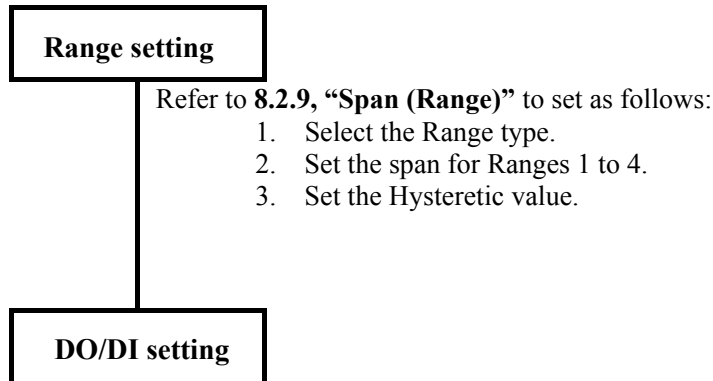 Range setting
Refer to 8.2.9, “Span (Range)” to set as follows:
1. Select the Range type.
2. Set the span for Ranges 1 to 4.
3. Set the Hysteretic value.
DO/DI setting